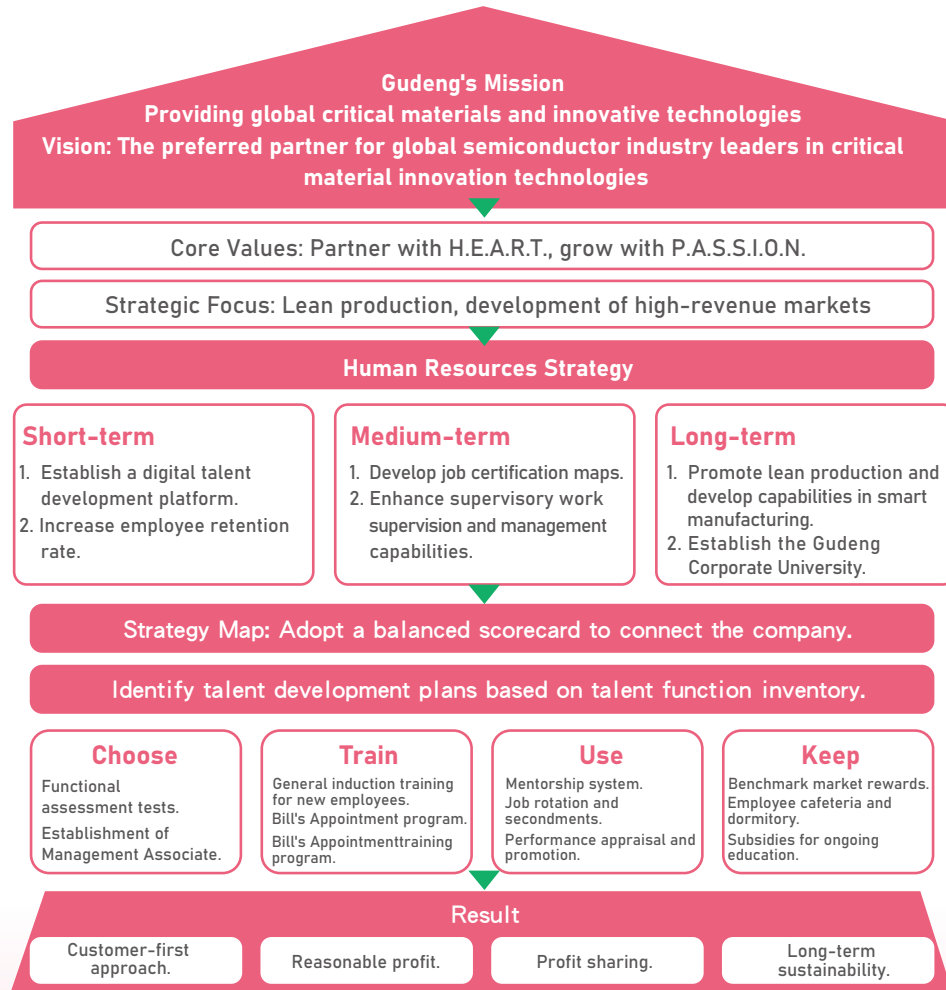 Gudeng's Mission
Providing global critical materials and innovative technologies
Vision: The preferred partner for global semiconductor industry leaders in critical
material innovation technologies
Core Values: Partner with H.E.A.R.T., grow with P.A.S.S.I.O.N.
Strategic Focus: Lean production, development of high-revenue markets
Human Resources Strategy
Short-term
1. Establish a digital talent
development platform.
2. Increase employee retention
rate.
Medium-term
1. Develop job certification maps.
2. Enhance supervisory work
supervision and management
capabilities.
Long-term
1. Promote lean production and
develop capabilities in smart
manufacturing.
2. Establish the Gudeng
Corporate University.
Strategy Map: Adopt a balanced scorecard to connect the company.
Identify talent development plans based on talent function inventory.
Choose
Functional
assessment tests.
Establishment of
Management Associate.
Train
General induction training
for new employees.
Bill's Appointment program.
Bill's Appointmenttraining
program.
Use
Mentorship system.
Job rotation and
secondments.
Performance appraisal and
promotion.
Keep
Benchmark market rewards.
Employee cafeteria and
dormitory.
Subsidies for ongoing
education.
Result
Customer-first
approach.
Reasonable profit.
Profit sharing.
Long-term
sustainability.